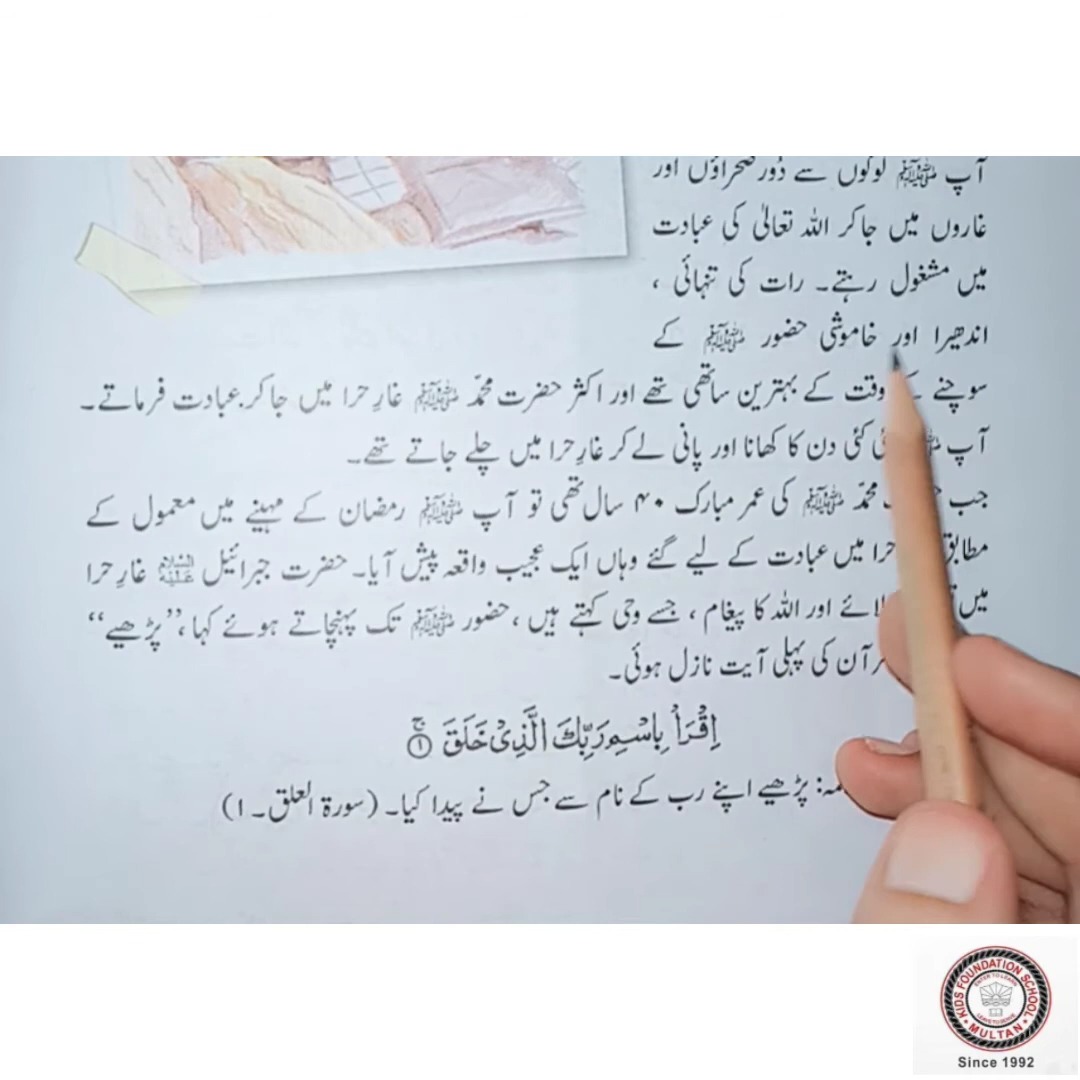 آپ ﷺ لوگوں سے دُور صحراؤں اور
غاروں میں جا کر اللہ تعالیٰ کی عبادت
میں مشغول رہتے۔ رات کی تنہائی ،
اندھیرا اور خاموشی حضور ﷺ کے
سوچنے کے وقت کے بہترین ساتھی تھے اور اکثر حضرت محمّد ﷺ غارِ حرا میں جا کر عبادت فرماتے۔
آپ ﷺ کئی دن کا کھانا اور پانی لے کر غارِ حرا میں چلے جاتے تھے۔
جب محمّد ﷺ کی عمر مبارک ۴۰ سال تھی تو آپ ﷺ رمضان کے مہینے میں معمول کے
مطابق حرا میں عبادت کے لیے گئے وہاں ایک عجیب واقعہ پیش آیا۔ حضرت جبرائیل علیہ السلام غارِ حرا
میں لائے اور اللہ کا پیغام ، جسے وحی کہتے ہیں ، حضور ﷺ تک پہنچاتے ہوئے کہا ، ”پڑھیے“
کی پہلی آیت نازل ہوئی۔
اِقْرَاْ بِاسْمِ رَبِّكَ الَّذِیْ خَلَقَ ۚ ۱
پڑھیے اپنے رب کے نام سے جس نے پیدا کیا۔ (سورۃ العلق۔ ۱)
KIDS FOUNDATION SCHOOL
ENTER TO LEARN
MULTAN
Since 1992